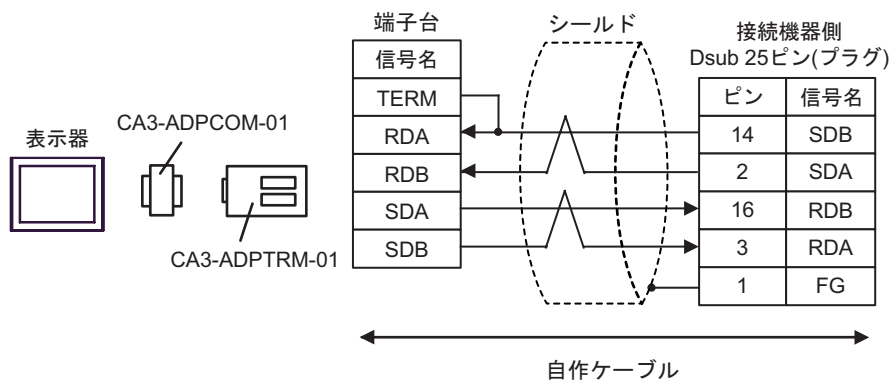 端子台
シールド
接続機器側
Dsub 25ピン(プラグ)
信号名
ピン 信号名
TERM
RDA 14 SDB
RDB 2 SDA
SDA 16 RDB
SDB 3 RDA
1 FG
表示器
CA3-ADPCOM-01
CA3-ADPTRM-01
自作ケーブル